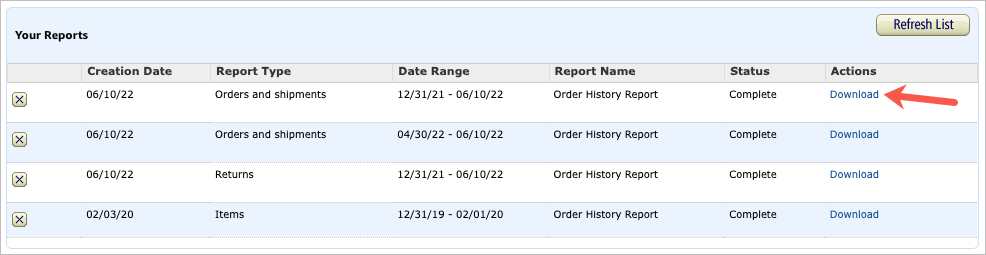 Refresh List
Your Reports
Creation Date Report Type Date Range Report Name Status Actions
06/10/22 Orders and shipments 12/31/21 - 06/10/22 Order History Report Complete Download
06/10/22 Orders and shipments 04/30/22 - 06/10/22 Order History Report Complete Download
06/10/22 Returns 12/31/21 - 06/10/22 Order History Report Complete Download
02/03/20 Items 12/31/19 - 02/01/20 Order History Report Complete Download